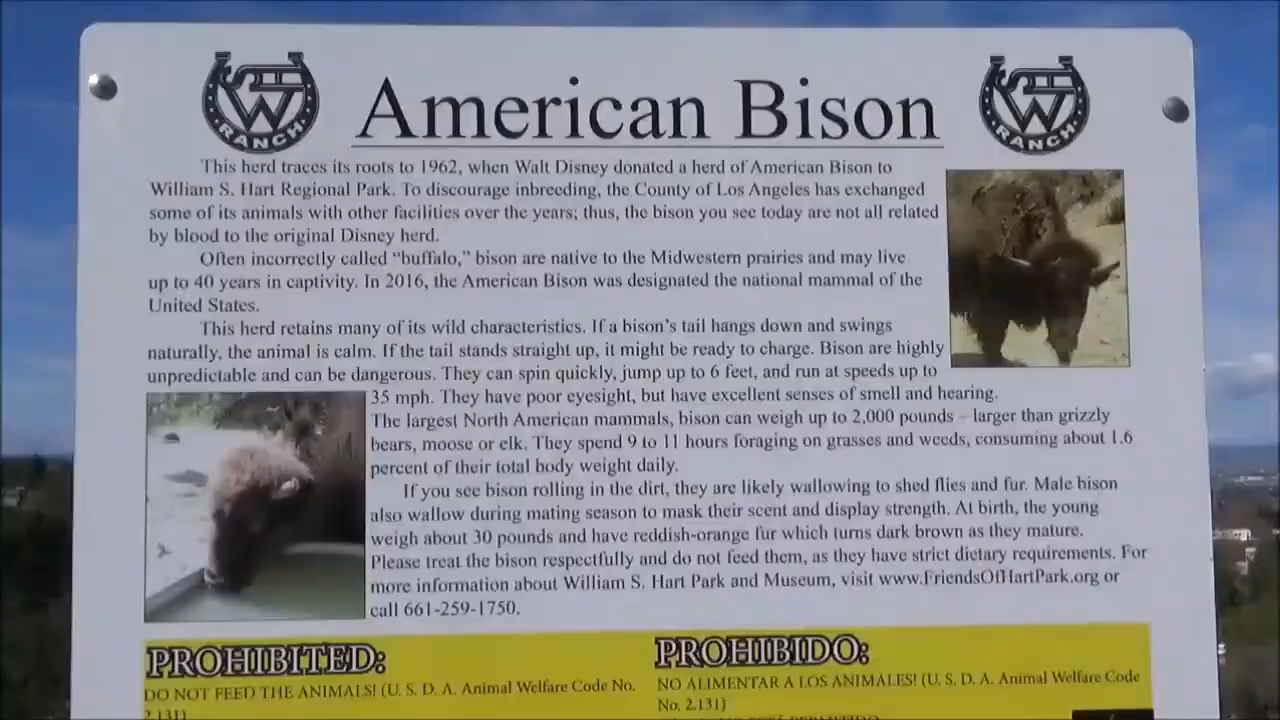 American Bison
W
RANCH
W
RANCH
This herd traces its roots to 1962, when Walt Disney donated a herd of American Bison to
William S. Hart Regional Park. To discourage inbreeding, the County of Los Angeles has exchanged
some of its animals with other facilities over the years; thus, the bison you see today are not all related
by blood to the original Disney herd.
Often incorrectly called “buffalo,” bison are native to the Midwestern prairies and may live
up to 40 years in captivity. In 2016, the American Bison was designated the national mammal of the
United States.
This herd retains many of its wild characteristics. If a bison’s tail hangs down and swings
naturally, the animal is calm. If the tail stands straight up, it might be ready to charge. Bison are highly
unpredictable and can be dangerous. They can spin quickly, jump up to 6 feet, and run at speeds up to
35 mph. They have poor eyesight, but have excellent senses of smell and hearing.
The largest North American mammals, bison can weigh up to 2,000 pounds – larger than grizzly
bears, moose or elk. They spend 9 to 11 hours foraging on grasses and weeds, consuming about 1.6
percent of their total body weight daily.
If you see bison rolling in the dirt, they are likely wallowing to shed flies and fur. Male bison
also wallow during mating season to mask their scent and display strength. At birth, the young
weigh about 30 pounds and have reddish-orange fur which turns dark brown as they mature.
Please treat the bison respectfully and do not feed them, as they have strict dietary requirements. For
more information about William S. Hart Park and Museum, visit www.FriendsOfHartPark.org or
call 661-259-1750.
PROHIBITED:
DO NOT FEED THE ANIMALS! (U. S. D. A. Animal Welfare Code No.
2.131)
PROHIBIDO:
NO ALIMENTAR A LOS ANIMALES! (U. S. D. A. Animal Welfare Code
No. 2.131)